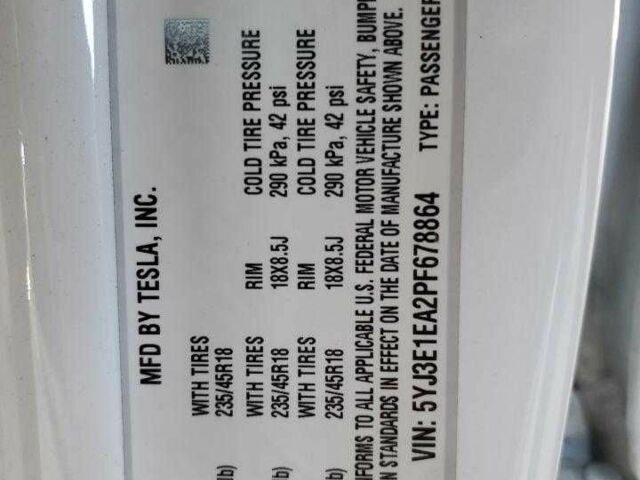 MFD BY TESLA, INC.
WITH TIRES
235/45R18
WITH TIRES RIM COLD TIRE PRESSURE
235/45R18 18X8.5J 290 kPa, 42 psi
WITH TIRES RIM COLD TIRE PRESSURE
235/45R18 18X8.5J 290 kPa, 42 psi
TO ALL APPLICABLE U.S. FEDERAL MOTOR VEHICLE SAFETY,
STANDARDS IN EFFECT ON THE DATE OF MANUFACTURE SHOWN ABOVE.
VIN: 5YJ3E1EA2PF678864 TYPE: PASSENGER